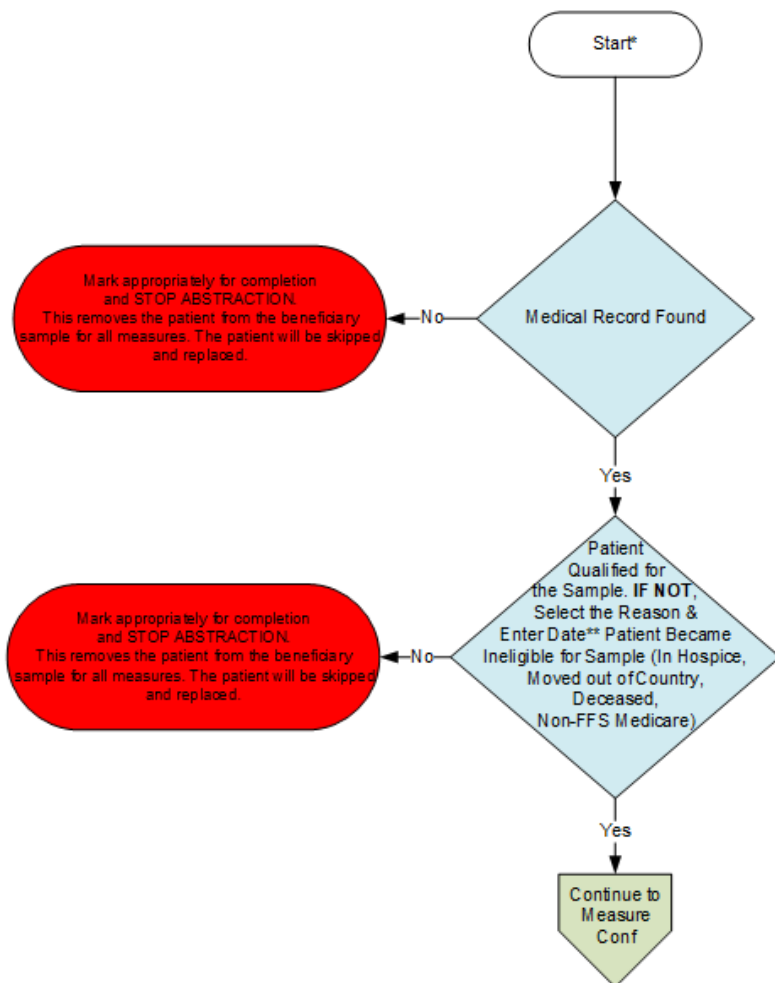 Start*
Medical Record Found
No
Mark appropriately for completion
and STOP ABSTRACTION.
This removes the patient from the beneficiary
sample for all measures. The patient will be skipped
and replaced.
Yes
Patient
Qualified for
the Sample. IF NOT,
Select the Reason &
Enter Date** Patient Became
Ineligible for Sample (In Hospice,
Moved out of Country,
Deceased,
Non-FFS Medicare)
No
Mark appropriately for completion
and STOP ABSTRACTION.
This removes the patient from the beneficiary
sample for all measures. The patient will be skipped
and replaced.
Yes
Continue to
Measure
Conf